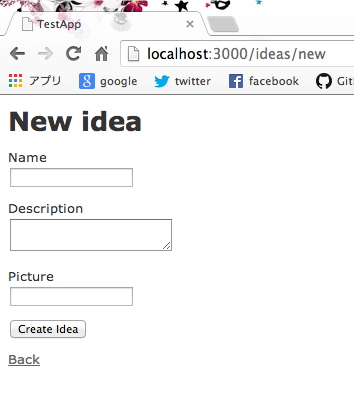 TestApp
localhost:3000/ideas/new
アプリ google twitter facebook Git
New idea
Name
Description
Picture
Create Idea
Back